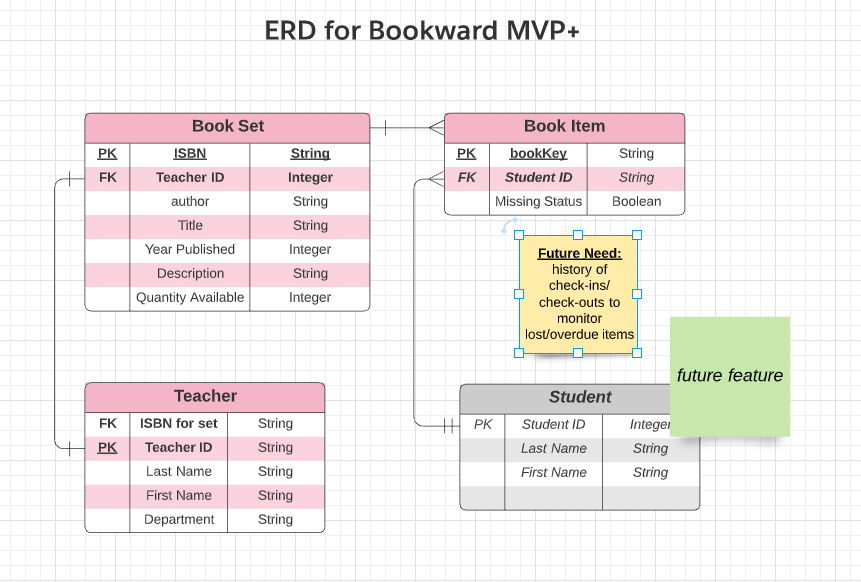 ERD for Bookward MVP+
Book Set
PK ISBN String
FK Teacher ID Integer
author String
Title String
Year Published Integer
Description String
Quantity Available Integer
Book Item
PK bookKey String
FK Student ID String
Missing Status Boolean
Future Need:
history of
check-ins/
check-outs to
monitor
lost/overdue items
future feature
Teacher
FK ISBN for set String
PK Teacher ID String
Last Name String
First Name String
Department String
Student
PK Student ID Integer
Last Name String
First Name String